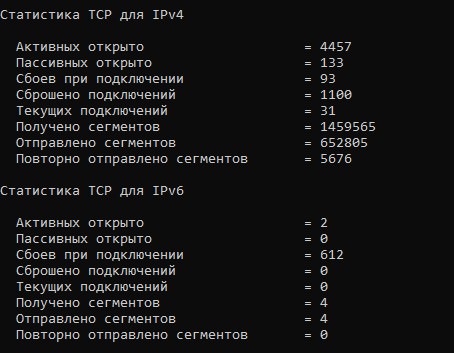 Статистика TCP для IPv4
Активных открыто = 4457
Пассивных открыто = 133
Сбоев при подключении = 93
Сброшено подключений = 1100
Текущих подключений = 31
Получено сегментов = 1459565
Отправлено сегментов = 652805
Повторно отправлено сегментов = 5676
Статистика TCP для IPv6
Активных открыто = 2
Пассивных открыто = 0
Сбоев при подключении = 612
Сброшено подключений = 0
Текущих подключений = 0
Получено сегментов = 4
Отправлено сегментов = 4
Повторно отправлено сегментов = 0